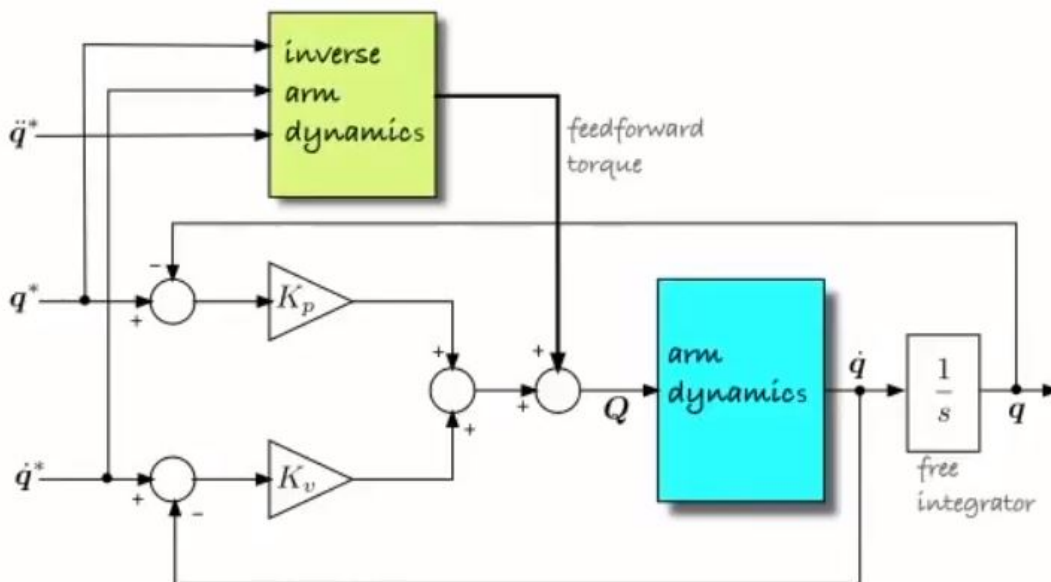 inverse
arm
dynamics
q̈*
feedforward
torque
−
q*
+
Kₚ
+
+
+
+
Q
arm
dynamics
q̇
1
s
q
free
integrator
q̇*
+
−
Kᵥ